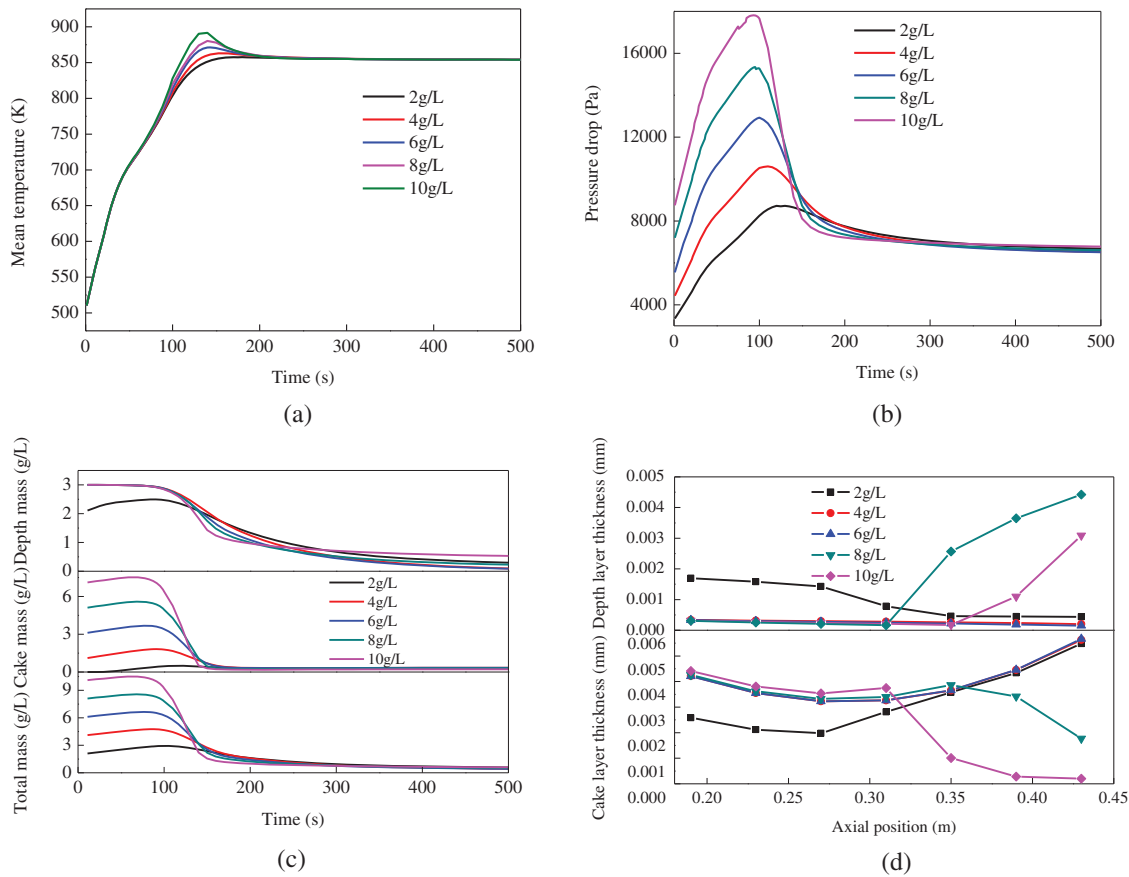 900
850
800
750
700
650
600
550
500
Mean temperature (K)
2g/L
4g/L
6g/L
8g/L
10g/L
0 100 200 300 400 500
Time (s)
(a)
16000
12000
8000
4000
Pressure drop (Pa)
2g/L
4g/L
6g/L
8g/L
10g/L
0 100 200 300 400 500
Time (s)
(b)
Total mass (g/L) Cake mass (g/L) Depth mass (g/L)
3
2
1
0
6
3
0
2g/L
4g/L
6g/L
8g/L
10g/L
9
6
3
0
0 100 200 300 400 500
Time (s)
(c)
Cake layer thickness (mm) Depth layer thickness (mm)
0.005
0.004
0.003
0.002
0.001
0.000
2g/L
4g/L
6g/L
8g/L
10g/L
0.006
0.005
0.004
0.003
0.002
0.001
0.000
0.20 0.25 0.30 0.35 0.40 0.45
Axial position (m)
(d)